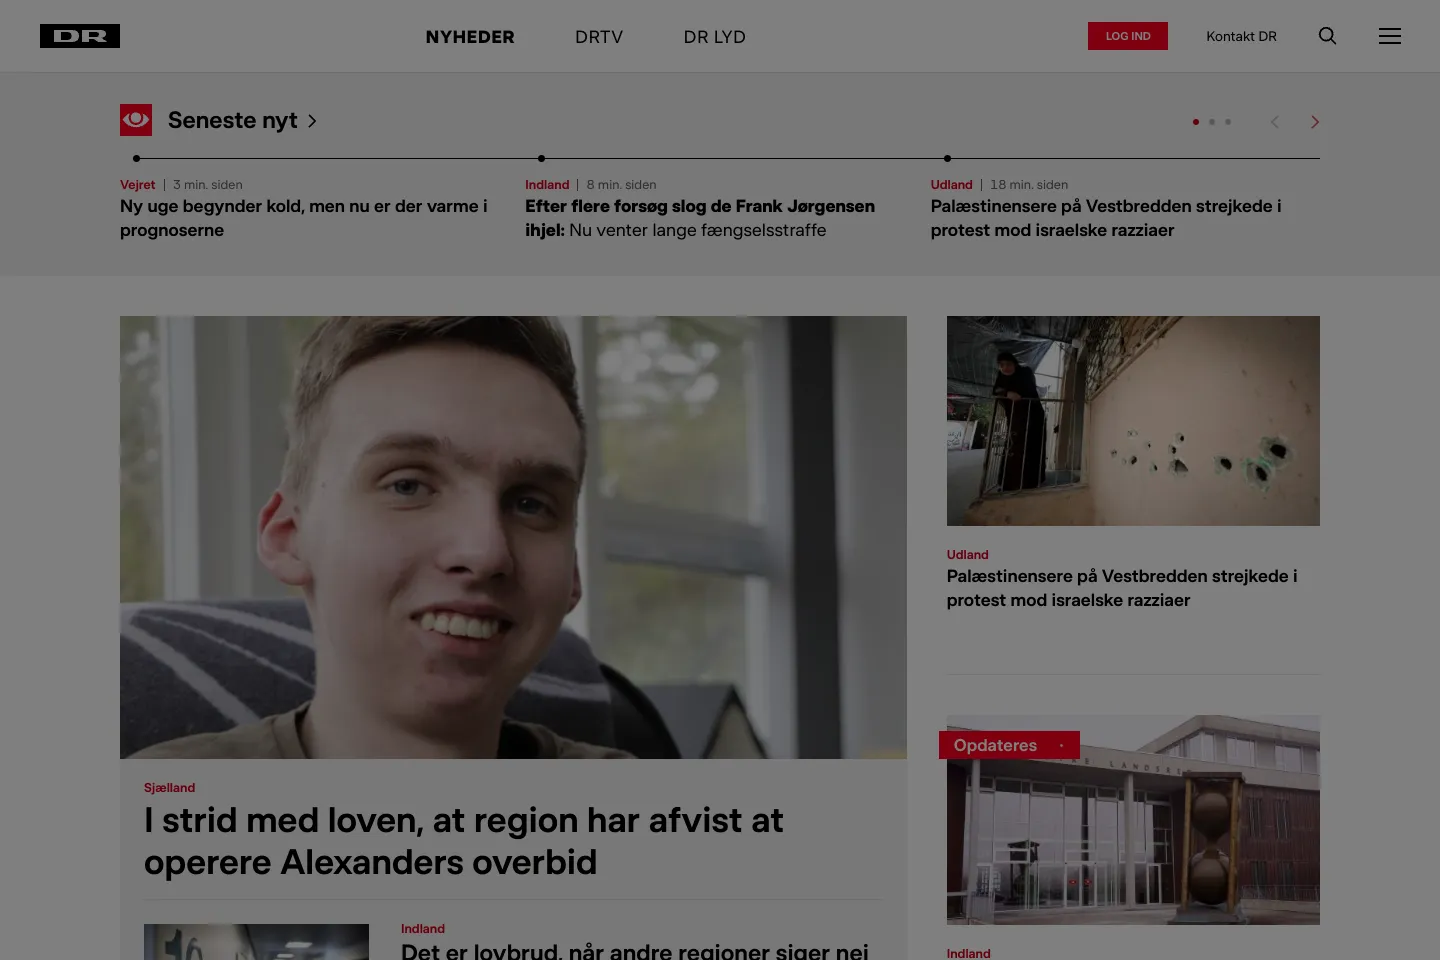 DR
NYHEDER
DRTV
DR LYD
LOG IND
Kontakt DR
Seneste nyt
Vejret | 3 min. siden
Ny uge begynder kold, men nu er der varme i
prognoserne
Indland | 8 min. siden
Efter flere forsøg slog de Frank Jørgensen
ihjel: Nu venter lange fængselsstraffe
Udland | 18 min. siden
Palæstinensere på Vestbredden strejkede i
protest mod israelske razziaer
Udland
Palæstinensere på Vestbredden strejkede i
protest mod israelske razziaer
Opdateres
Sjælland
I strid med loven, at region har afvist at
operere Alexanders overbid
Indland
Det er lovbrud, når andre regioner siger nej
Indland